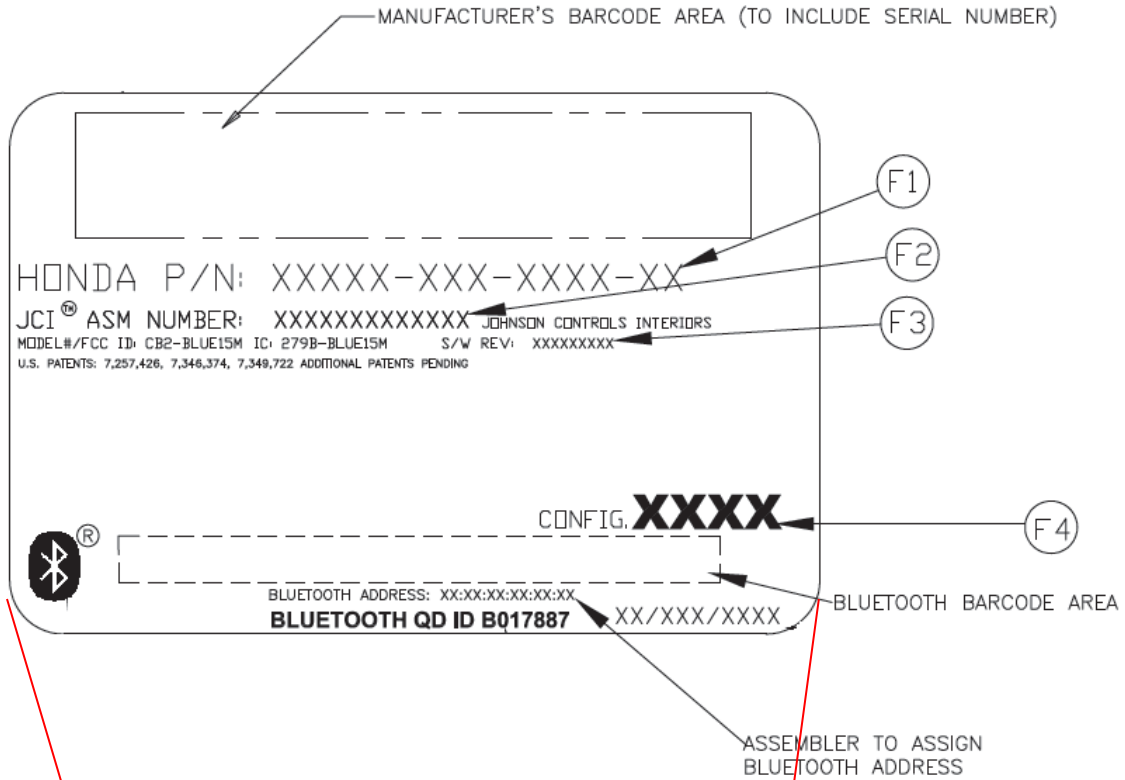 MANUFACTURER'S BARCODE AREA (TO INCLUDE SERIAL NUMBER)
F1
HONDA P/N: XXXXX-XXX-XXXX-XX
F2
JCI™ ASM NUMBER: XXXXXXXXXXXXX JOHNSON CONTROLS INTERIORS
F3
MODEL#/FCC ID: CB2-BLUE15M IC: 279B-BLUE15M S/W REV: XXXXXXXXX
U.S. PATENTS: 7,257,426, 7,346,374, 7,349,722 ADDITIONAL PATENTS PENDING
CONFIG. XXXX
F4
®
BLUETOOTH BARCODE AREA
BLUETOOTH ADDRESS: XX:XX:XX:XX:XX:XX
BLUETOOTH QD ID B017887 XX/XXX/XXXX
ASSEMBLER TO ASSIGN
BLUETOOTH ADDRESS